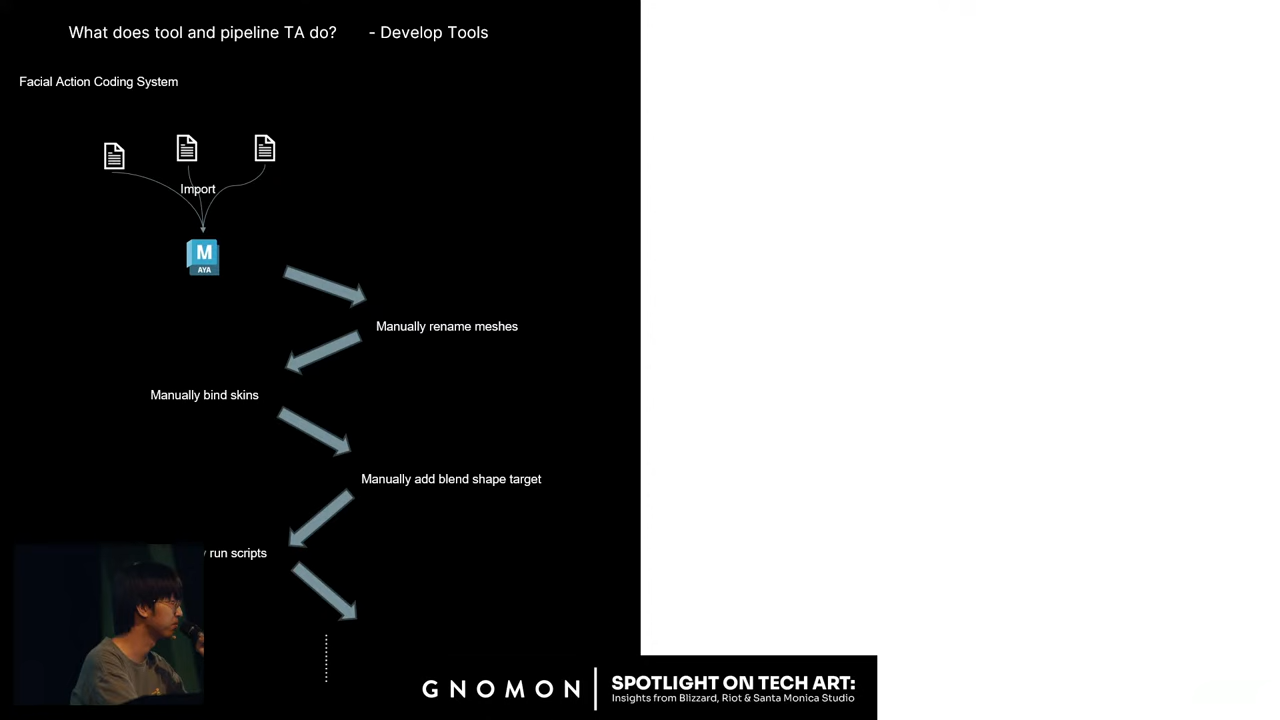 What does tool and pipeline TA do? - Develop Tools
Facial Action Coding System
Import
M
AYA
Manually rename meshes
Manually bind skins
Manually add blend shape target
run scripts
GNOMON
SPOTLIGHT ON TECH ART:
Insights from Blizzard, Riot & Santa Monica Studio